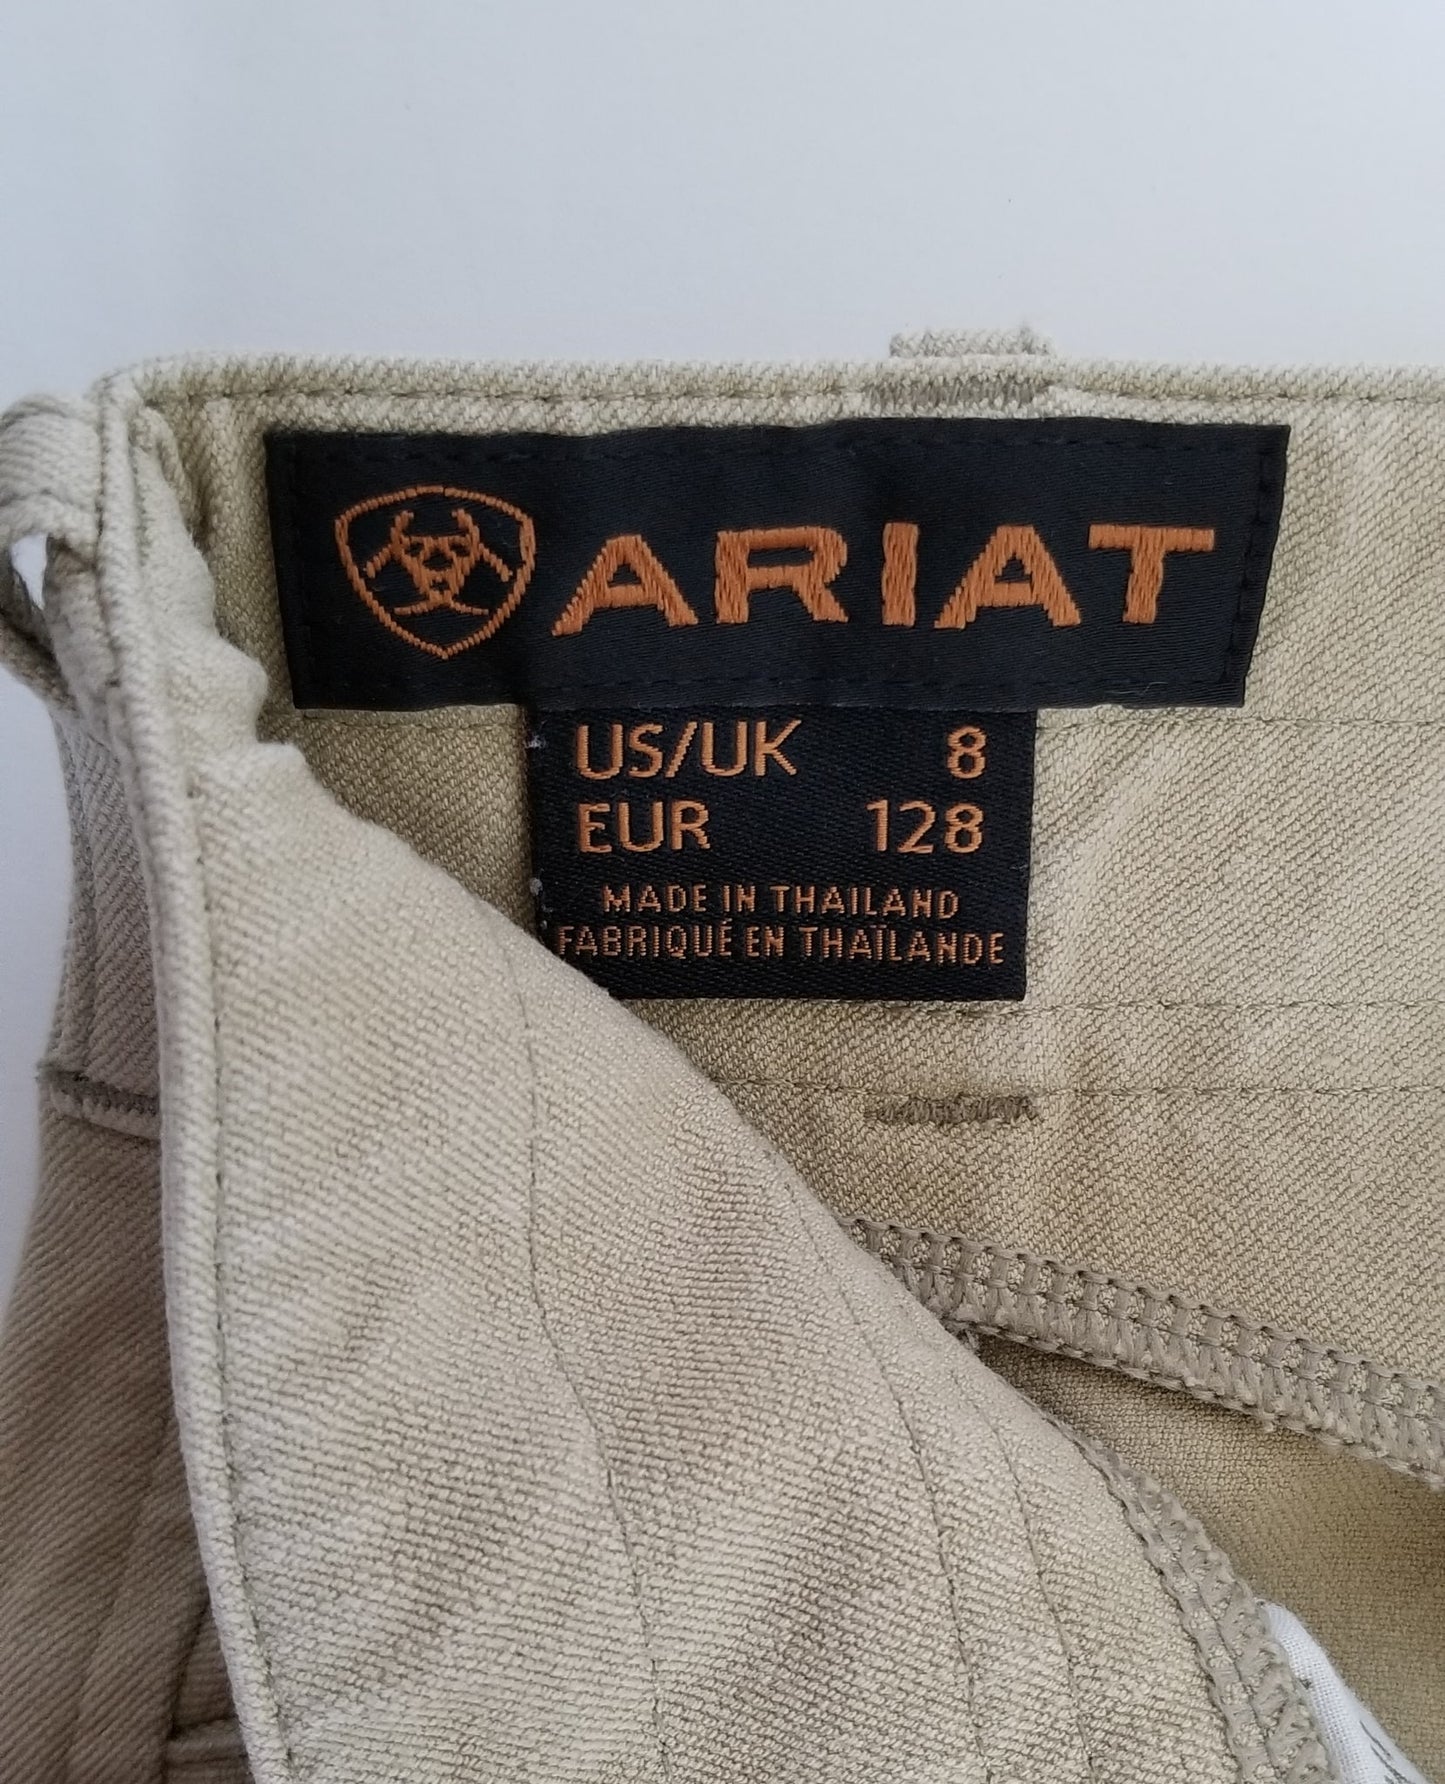 ARIAT
US/UK 8
EUR 128
MADE IN THAILAND
FABRIQUÉ EN THAÏLANDE